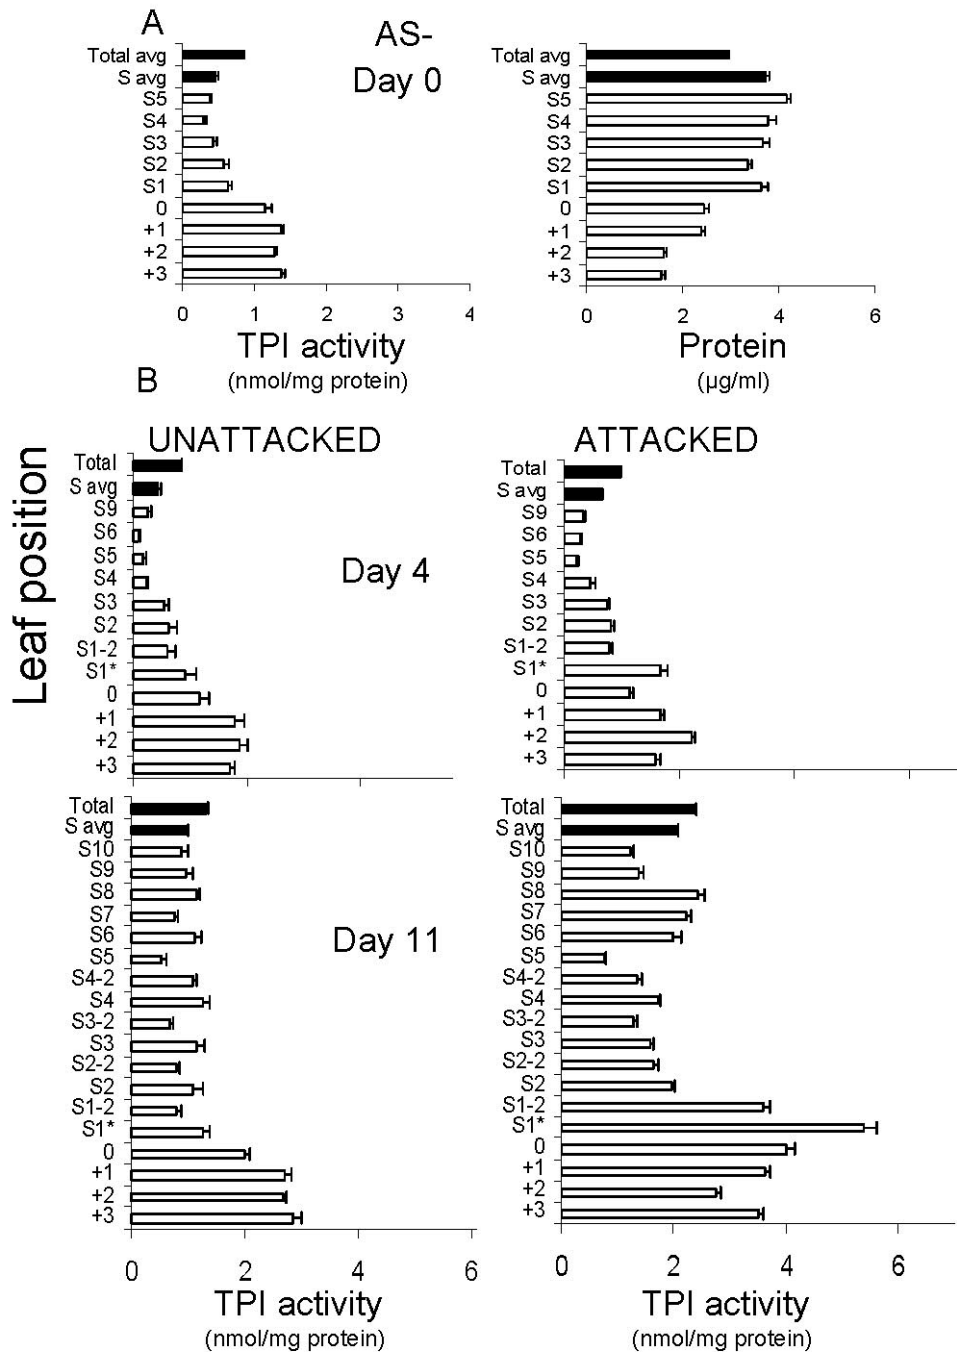 A
AS-
Day 0
Total avg
S avg
S5
S4
S3
S2
S1
0
+1
+2
+3
0 1 2 3 4
TPI activity
(nmol/mg protein)
Total avg
S avg
S5
S4
S3
S2
S1
0
+1
+2
+3
0 2 4 6
Protein
(µg/ml)
B
Leaf position
UNATTACKED
Total
S avg
S9
S6
S5
S4
S3
S2
S1-2
S1*
0
+1
+2
+3
Day 4
ATTACKED
Total
S avg
S9
S6
S5
S4
S3
S2
S1-2
S1*
0
+1
+2
+3
Total
S avg
S10
S9
S8
S7
S6
S5
S4-2
S4
S3-2
S3
S2-2
S2
S1-2
S1*
0
+1
+2
+3
0 2 4 6
TPI activity
(nmol/mg protein)
Day 11
Total
S avg
S10
S9
S8
S7
S6
S5
S4-2
S4
S3-2
S3
S2-2
S2
S1-2
S1*
0
+1
+2
+3
0 2 4 6
TPI activity
(nmol/mg protein)